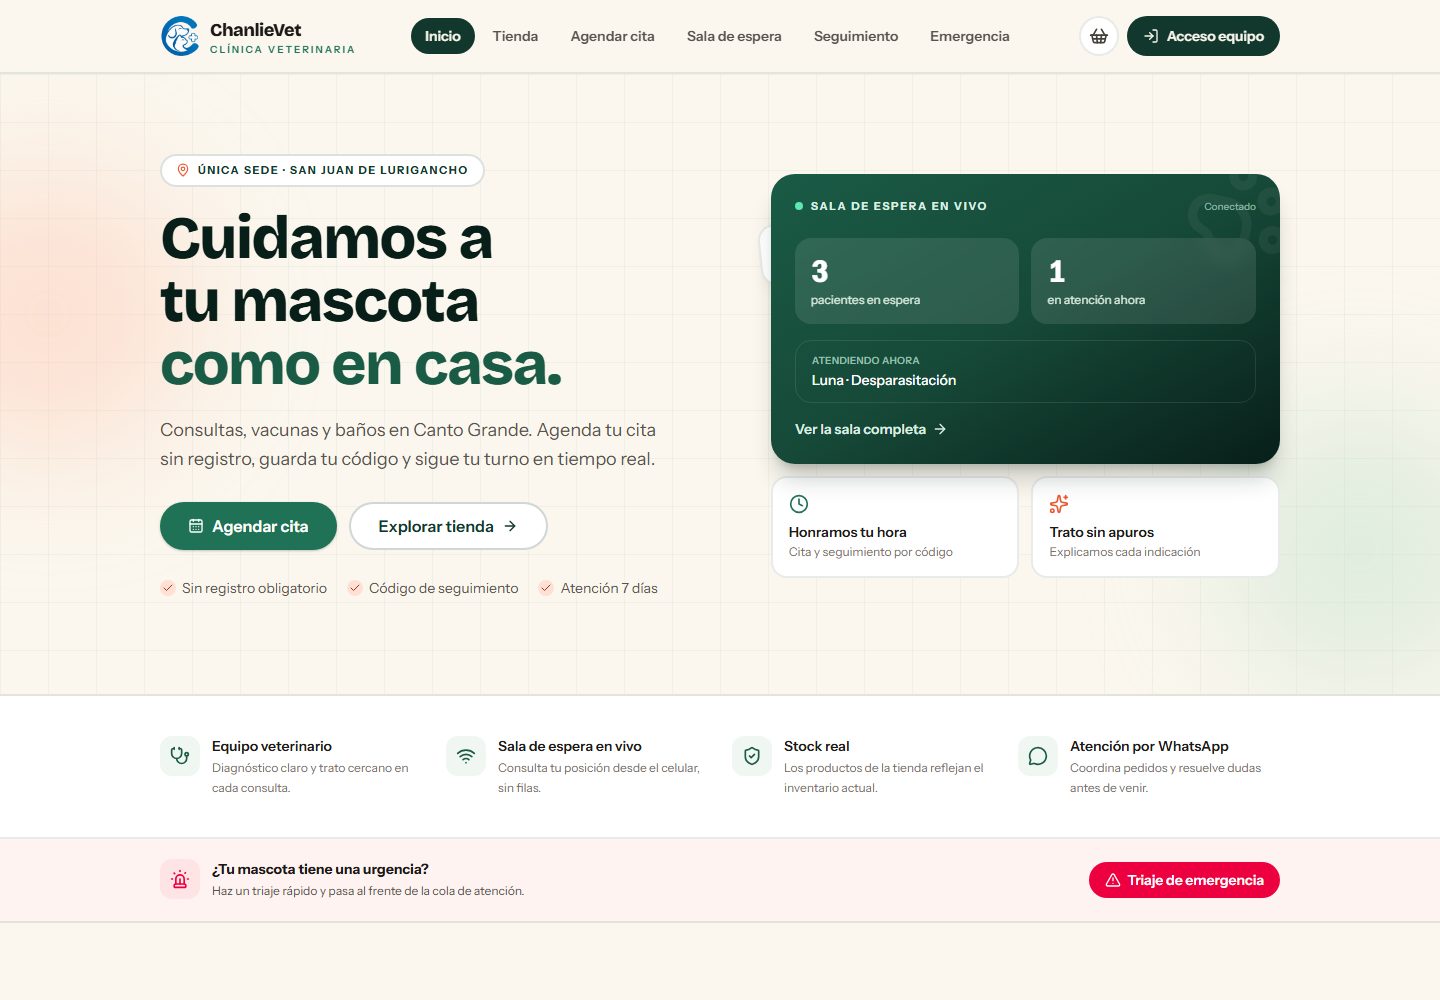 ChanlieVet
CLÍNICA VETERINARIA
Inicio
Tienda
Agendar cita
Sala de espera
Seguimiento
Emergencia
Acceso equipo
ÚNICA SEDE · SAN JUAN DE LURIGANCHO
Cuidamos a
tu mascota
como en casa.
Consultas, vacunas y baños en Canto Grande. Agenda tu cita
sin registro, guarda tu código y sigue tu turno en tiempo real.
Agendar cita
Explorar tienda
Sin registro obligatorio
Código de seguimiento
Atención 7 días
SALA DE ESPERA EN VIVO
Conectado
3
pacientes en espera
1
en atención ahora
ATENDIENDO AHORA
Luna · Desparasitación
Ver la sala completa
Honramos tu hora
Cita y seguimiento por código
Trato sin apuros
Explicamos cada indicación
Equipo veterinario
Diagnóstico claro y trato cercano en
cada consulta.
Sala de espera en vivo
Consulta tu posición desde el celular,
sin filas.
Stock real
Los productos de la tienda reflejan el
inventario actual.
Atención por WhatsApp
Coordina pedidos y resuelve dudas
antes de venir.
¿Tu mascota tiene una urgencia?
Haz un triaje rápido y pasa al frente de la cola de atención.
Triaje de emergencia